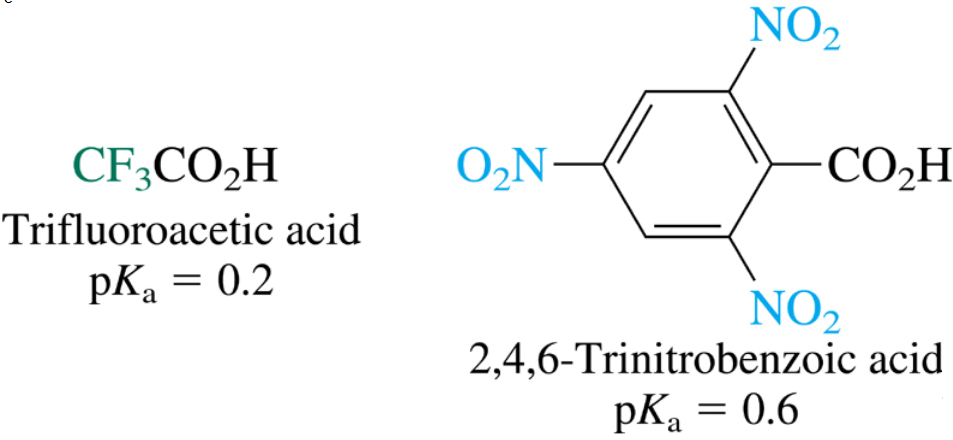 c
NO₂
CF₃CO₂H
O₂N
CO₂H
Trifluoroacetic acid
pKₐ = 0.2
NO₂
2,4,6-Trinitrobenzoic acid
pKₐ = 0.6